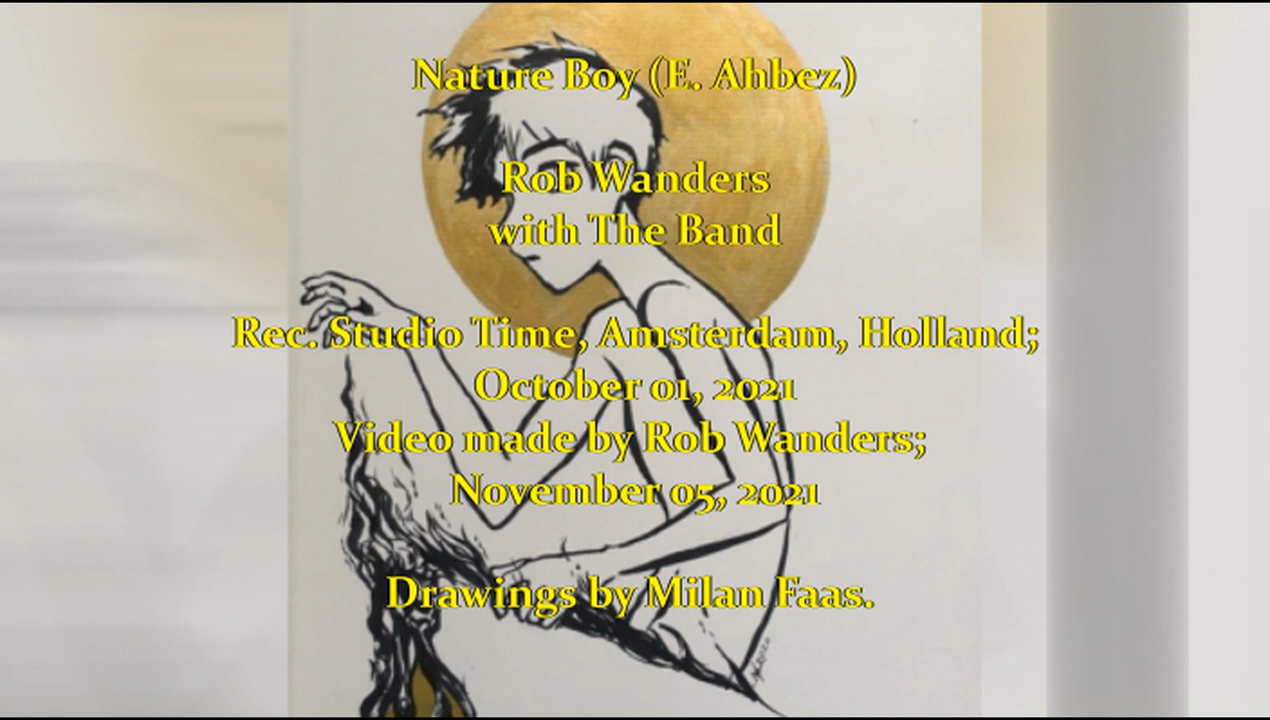 Nature Boy (E. Ahbez)
Rob Wanders
with The Band
Rec. Studio Time, Amsterdam, Holland;
October 01, 2021
Video made by Rob Wanders;
November 05, 2021
Drawings by Milan Faas.